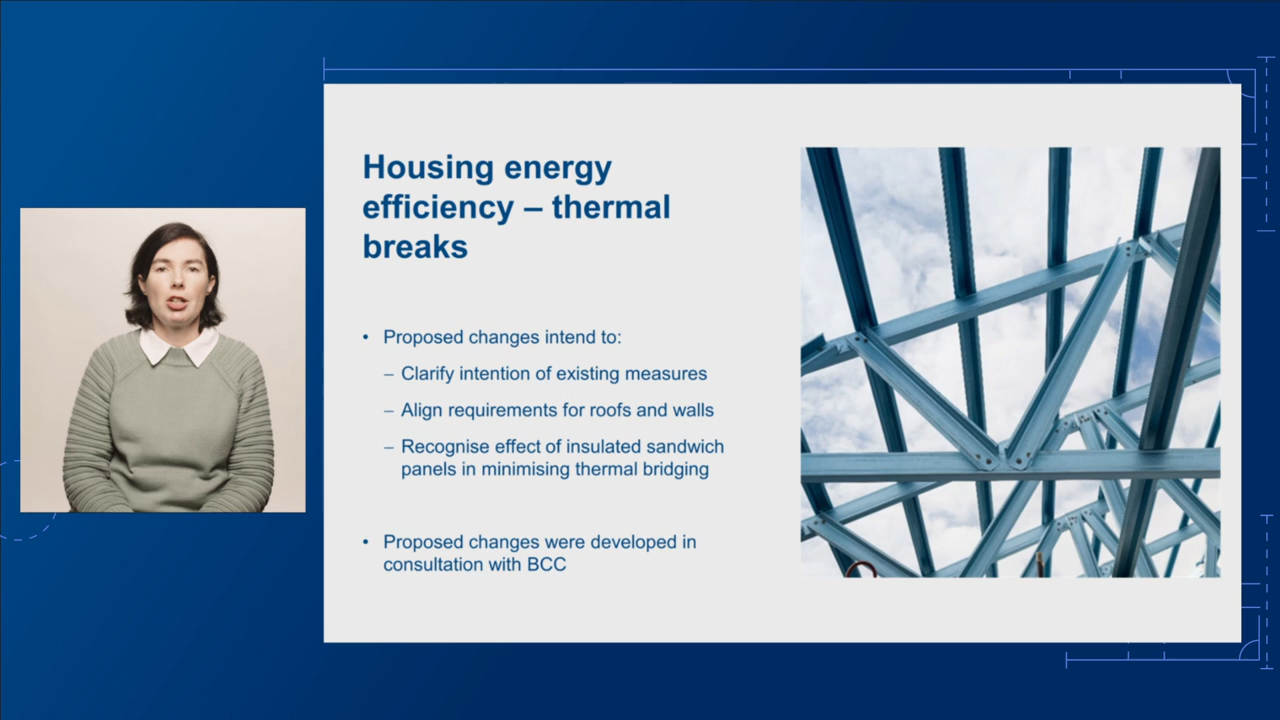 Housing energy
efficiency – thermal
breaks
• Proposed changes intend to:
– Clarify intention of existing measures
– Align requirements for roofs and walls
– Recognise effect of insulated sandwich
panels in minimising thermal bridging
• Proposed changes were developed in
consultation with BCC